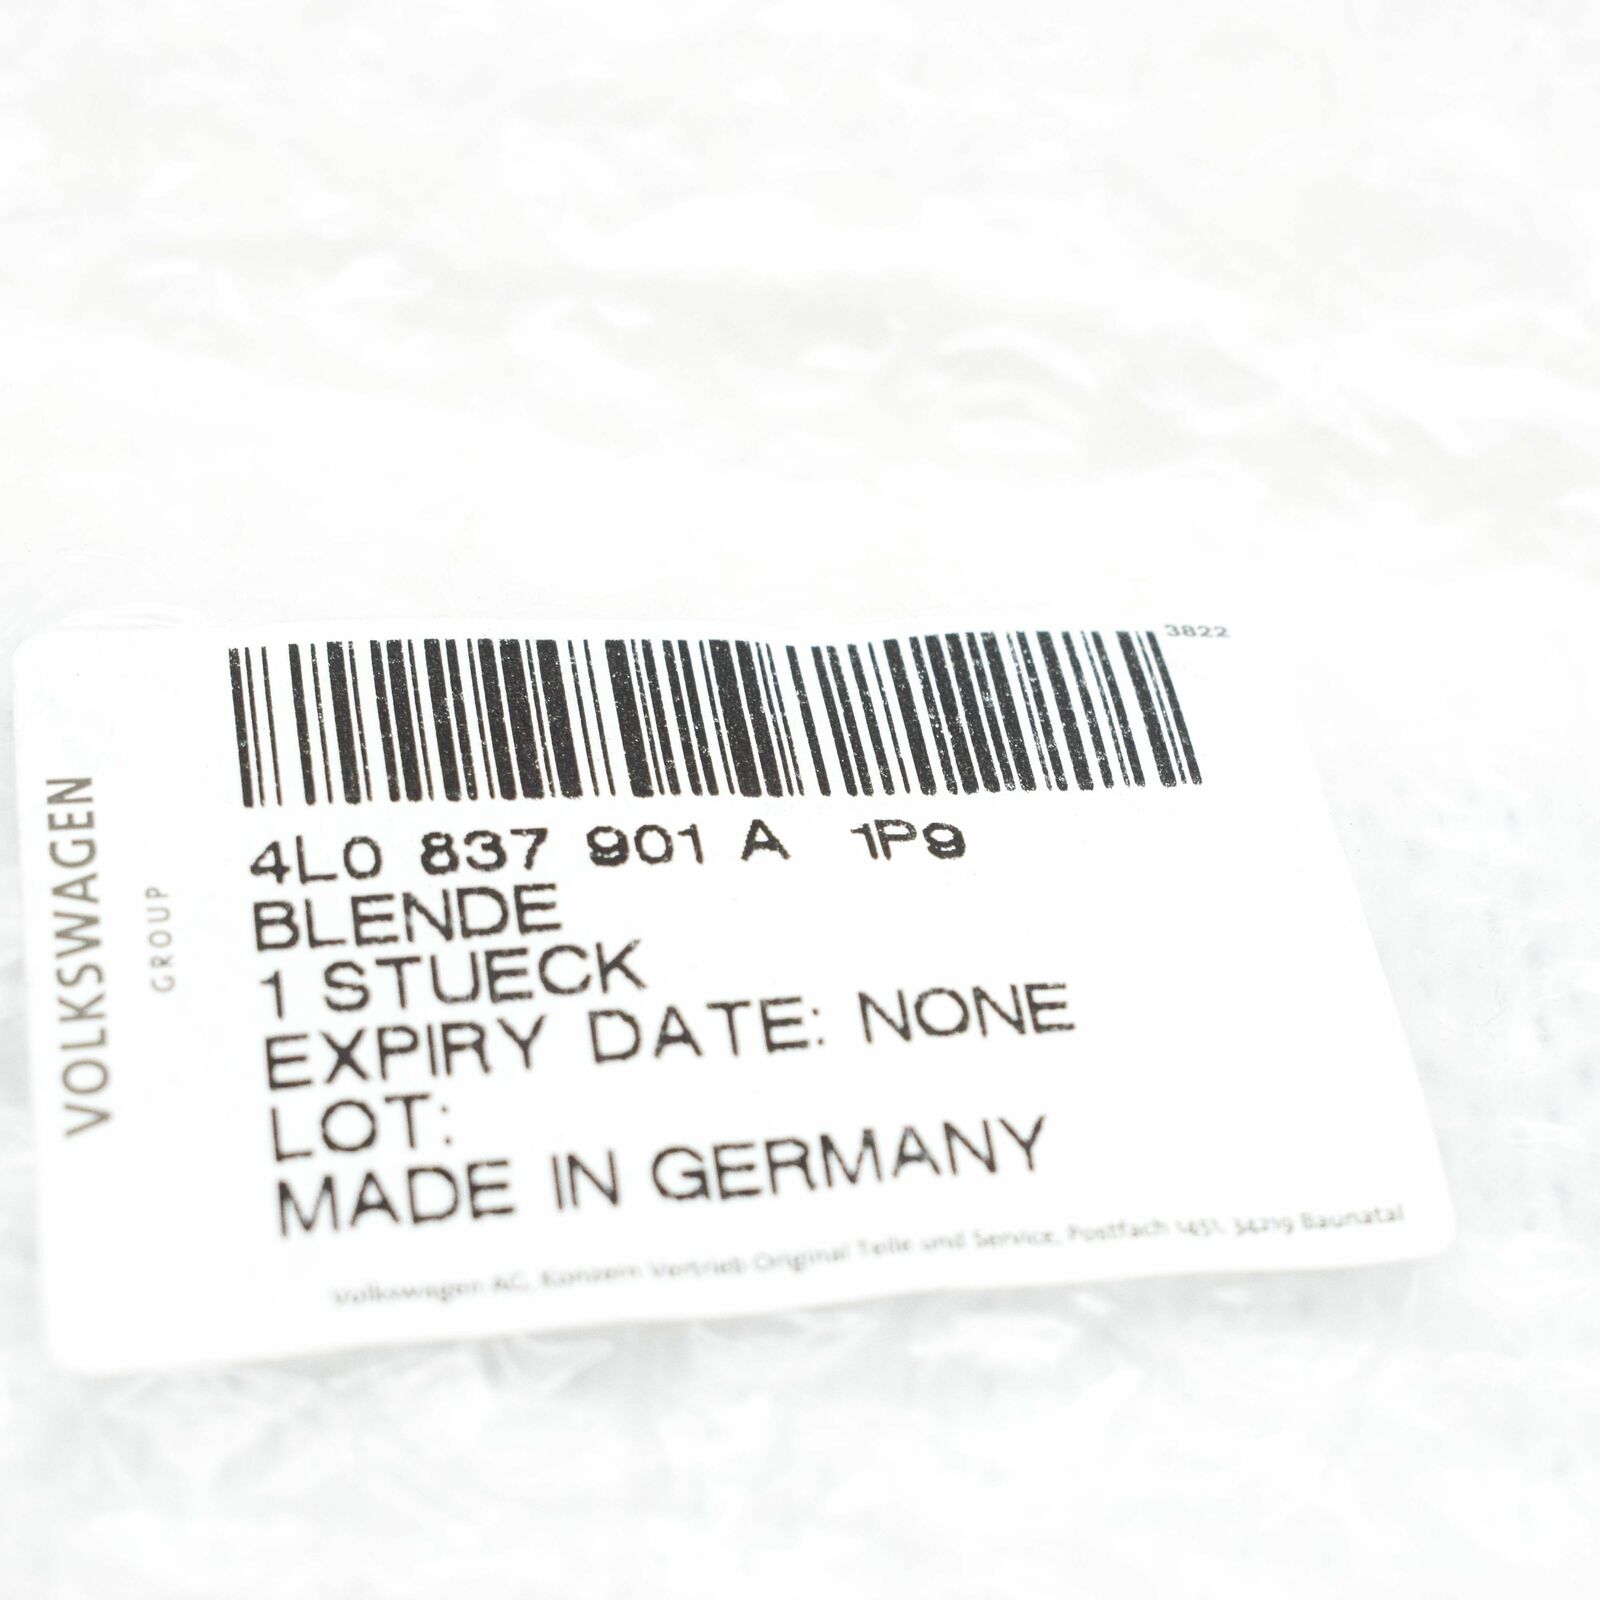 3822
VOLKSWAGEN
GROUP
4L0 837 901 A 1P9
BLENDE
1 STUECK
EXPIRY DATE: NONE
LOT:
MADE IN GERMANY
Volkswagen AG, Konzern Vertrieb Original Teile und Service, Postfach 1451, 34219 Baunatal